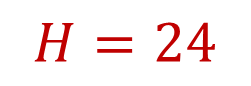 H = 24